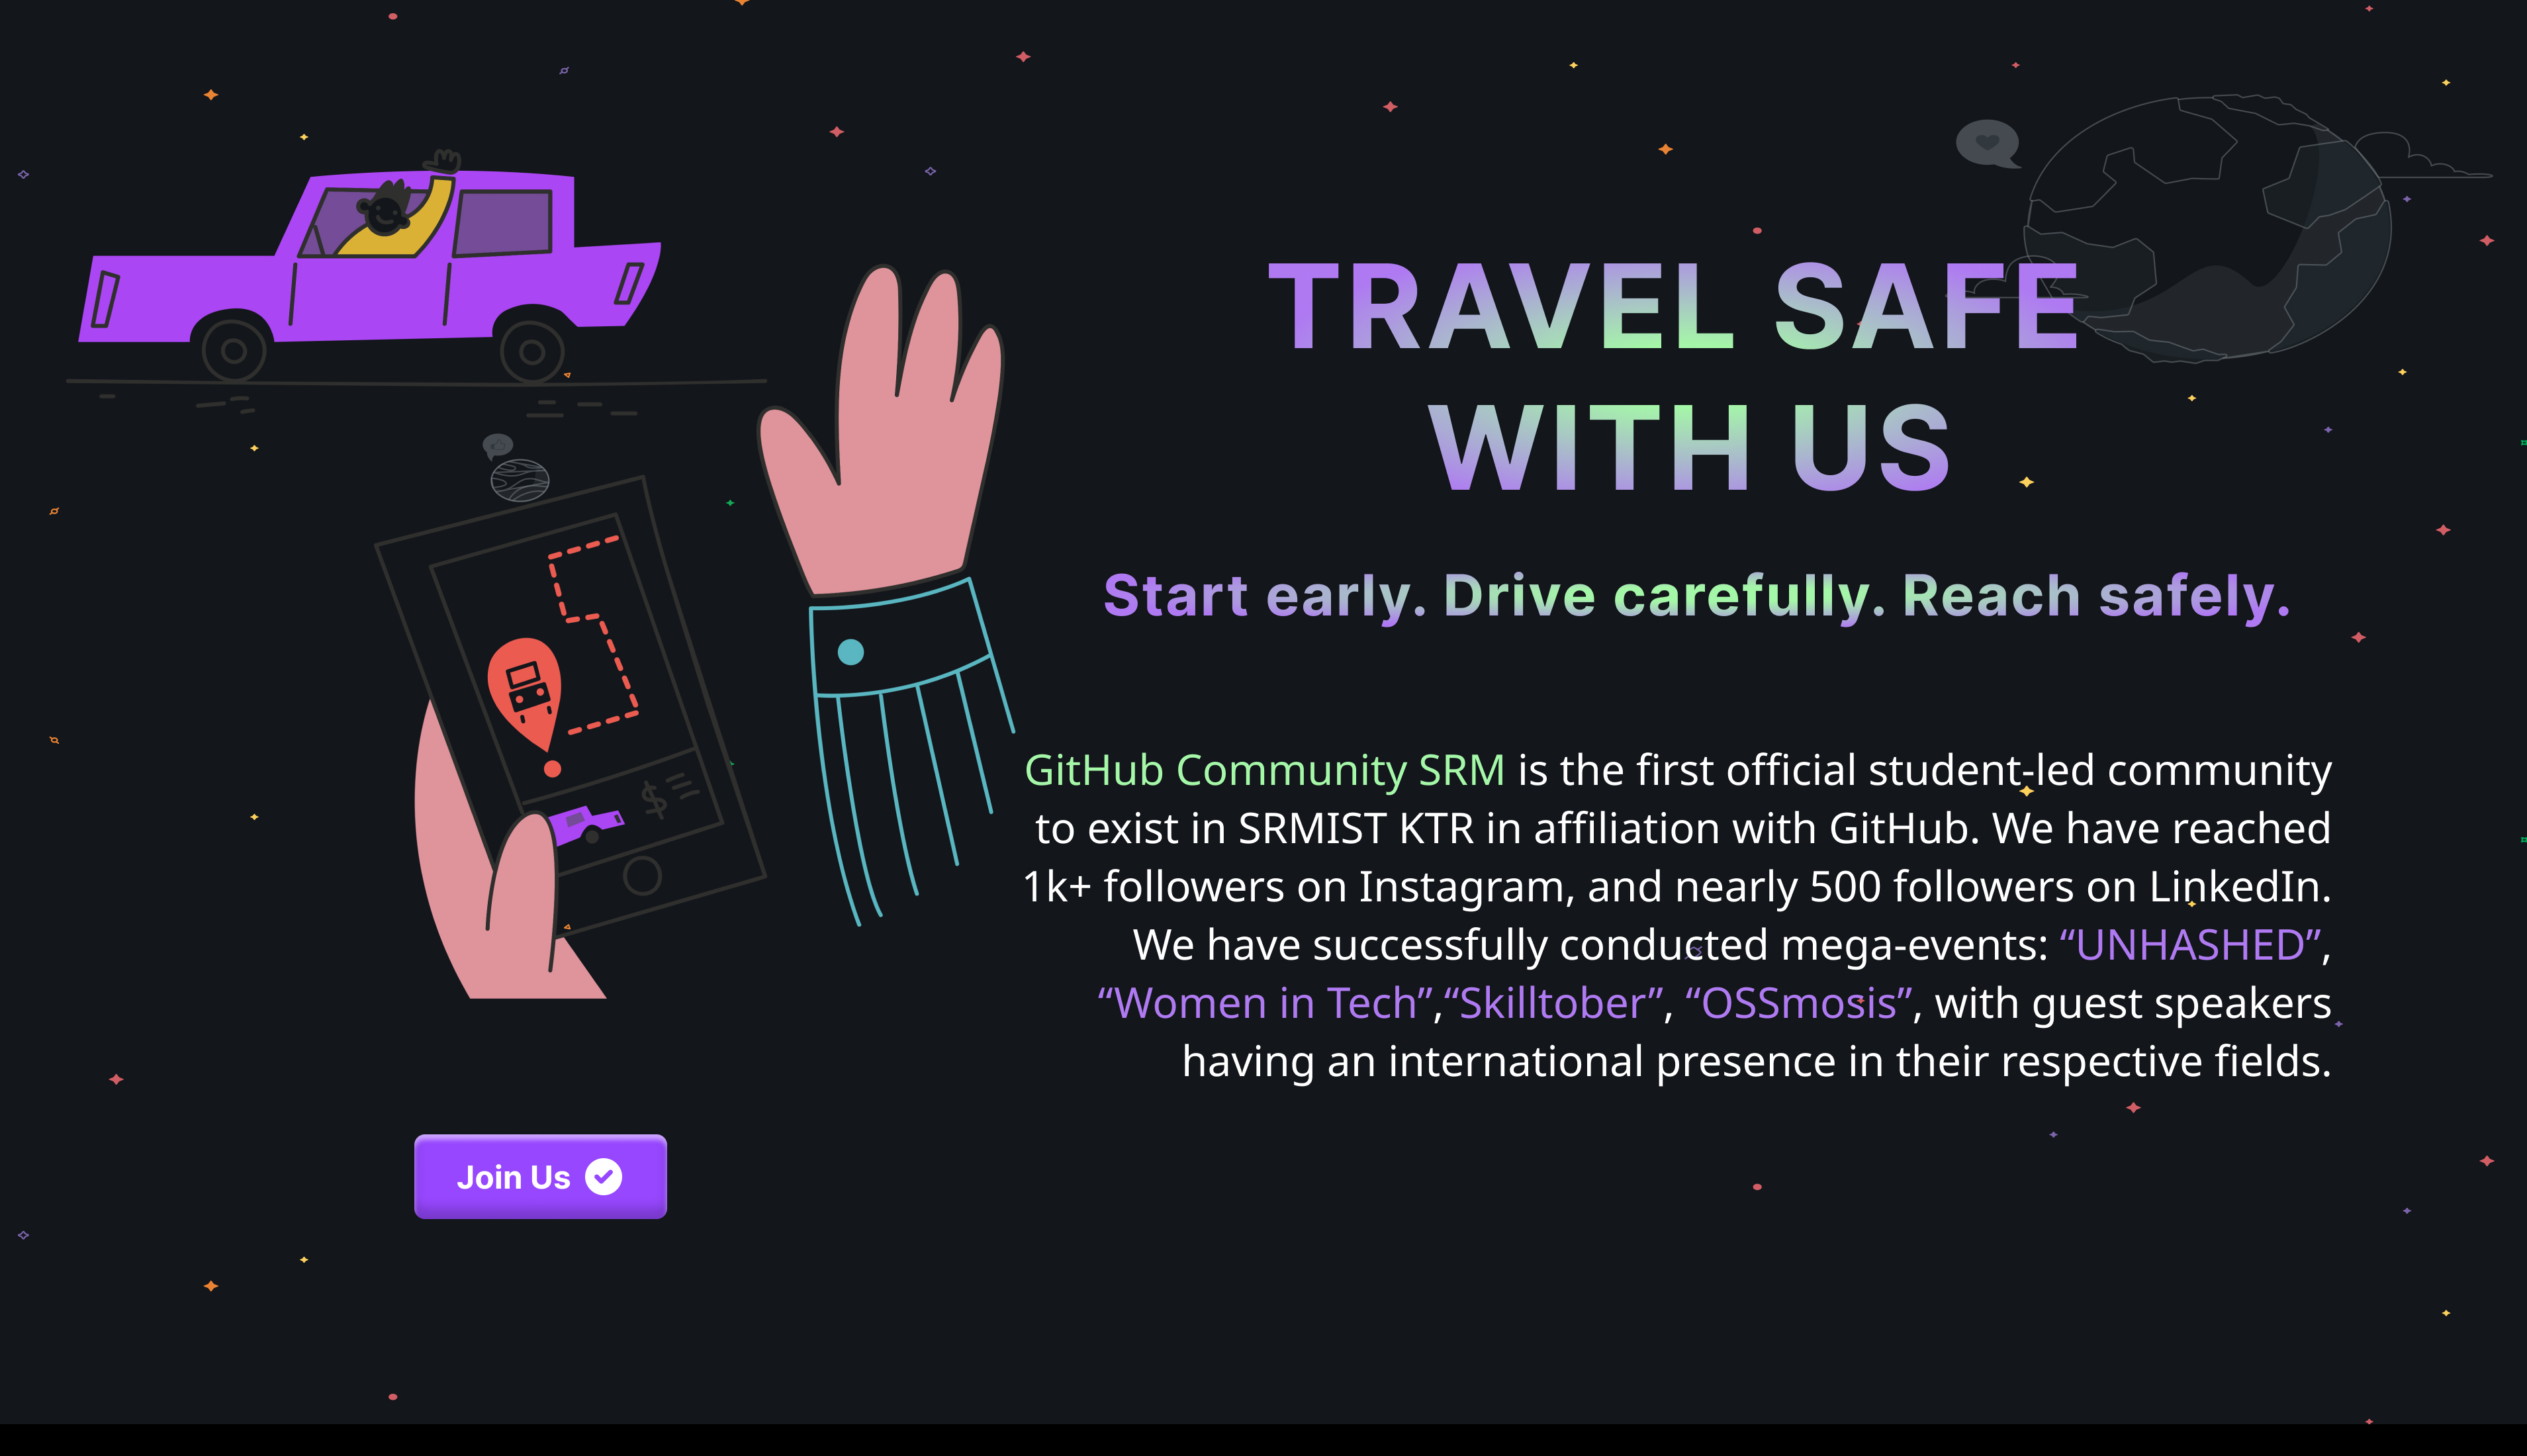 TRAVEL SAFE
WITH US
Start early. Drive carefully. Reach safely.
GitHub Community SRM is the first official student-led community
to exist in SRMIST KTR in affiliation with GitHub. We have reached
1k+ followers on Instagram, and nearly 500 followers on LinkedIn.
We have successfully conducted mega-events: “UNHASHED”,
“Women in Tech”,“Skilltober”, “OSSmosis”, with guest speakers
having an international presence in their respective fields.
$
Join Us